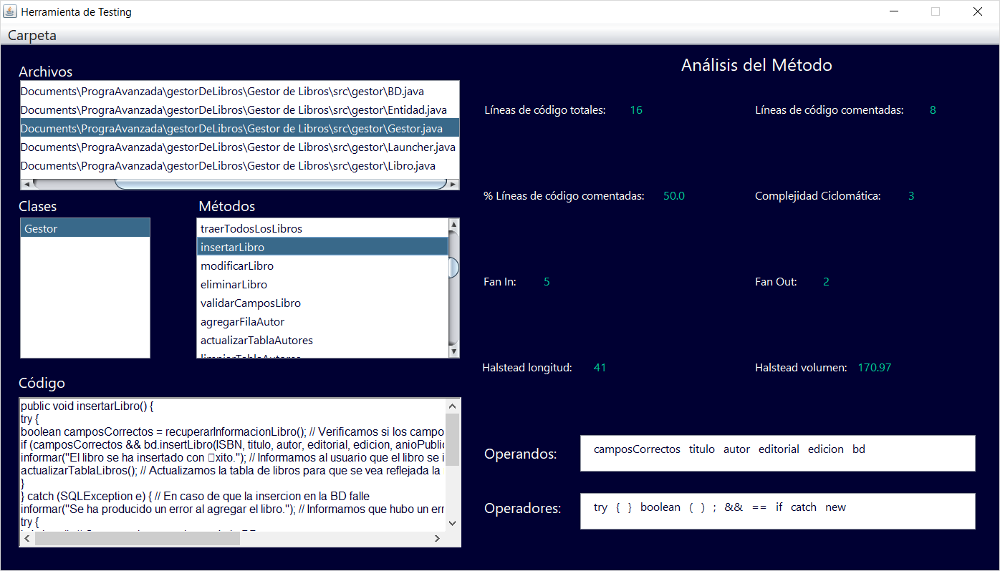 Herramienta de Testing
Carpeta
Archivos
Documents\PrograAvanzada\gestorDeLibros\Gestor de Libros\src\gestor\BD.java
Documents\PrograAvanzada\gestorDeLibros\Gestor de Libros\src\gestor\Entidad.java
Documents\PrograAvanzada\gestorDeLibros\Gestor de Libros\src\gestor\Gestor.java
Documents\PrograAvanzada\gestorDeLibros\Gestor de Libros\src\gestor\Launcher.java
Documents\PrograAvanzada\gestorDeLibros\Gestor de Libros\src\gestor\Libro.java
Clases
Gestor
Métodos
traerTodosLosLibros
insertarLibro
modificarLibro
eliminarLibro
validarCamposLibro
agregarFilaAutor
actualizarTablaAutores
limpiarTablaAutores
Código
public void insertarLibro() {
try {
boolean camposCorrectos = recuperarInformacionLibro(); // Verificamos si los campo
if (camposCorrectos && bd.insertLibro(ISBN, titulo, autor, editorial, edicion, anioPublic
informar("El libro se ha insertado con □xito."); // Informamos al usuario que el libro se i
actualizarTablaLibros(); // Actualizamos la tabla de libros para que se vea reflejada la
}
} catch (SQLException e) { // En caso de que la insercion en la BD falle
informar("Se ha producido un error al agregar el libro."); // Informamos que hubo un err
try {
Análisis del Método
Líneas de código totales: 16
Líneas de código comentadas: 8
% Líneas de código comentadas: 50.0
Complejidad Ciclomática: 3
Fan In: 5
Fan Out: 2
Halstead longitud: 41
Halstead volumen: 170.97
Operandos: camposCorrectos titulo autor editorial edicion bd
Operadores: try { } boolean ( ) ; && == if catch new